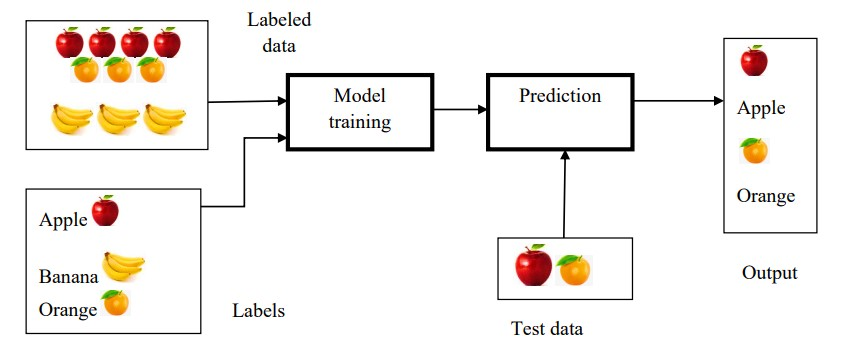 Labeled
data
Model
training
Prediction
Apple
Orange
Apple
Banana
Orange
Labels
Test data
Output